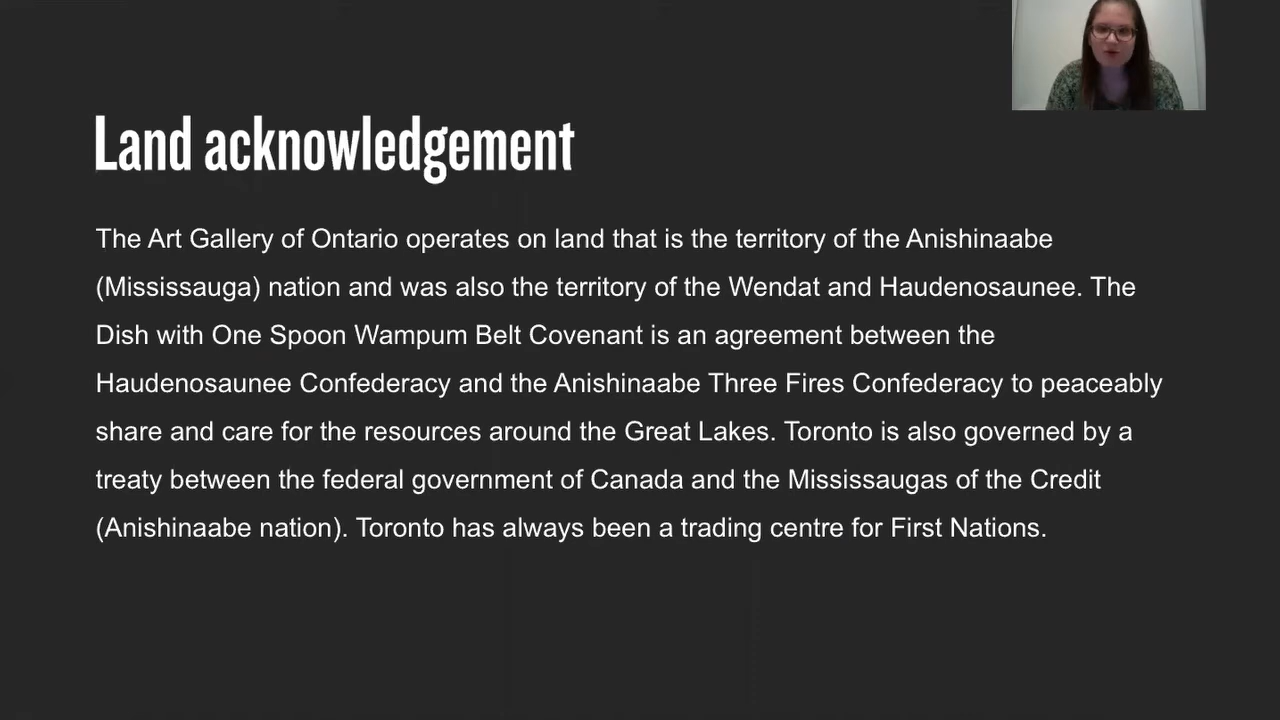 Land acknowledgement
The Art Gallery of Ontario operates on land that is the territory of the Anishinaabe
(Mississauga) nation and was also the territory of the Wendat and Haudenosaunee. The
Dish with One Spoon Wampum Belt Covenant is an agreement between the
Haudenosaunee Confederacy and the Anishinaabe Three Fires Confederacy to peaceably
share and care for the resources around the Great Lakes. Toronto is also governed by a
treaty between the federal government of Canada and the Mississaugas of the Credit
(Anishinaabe nation). Toronto has always been a trading centre for First Nations.